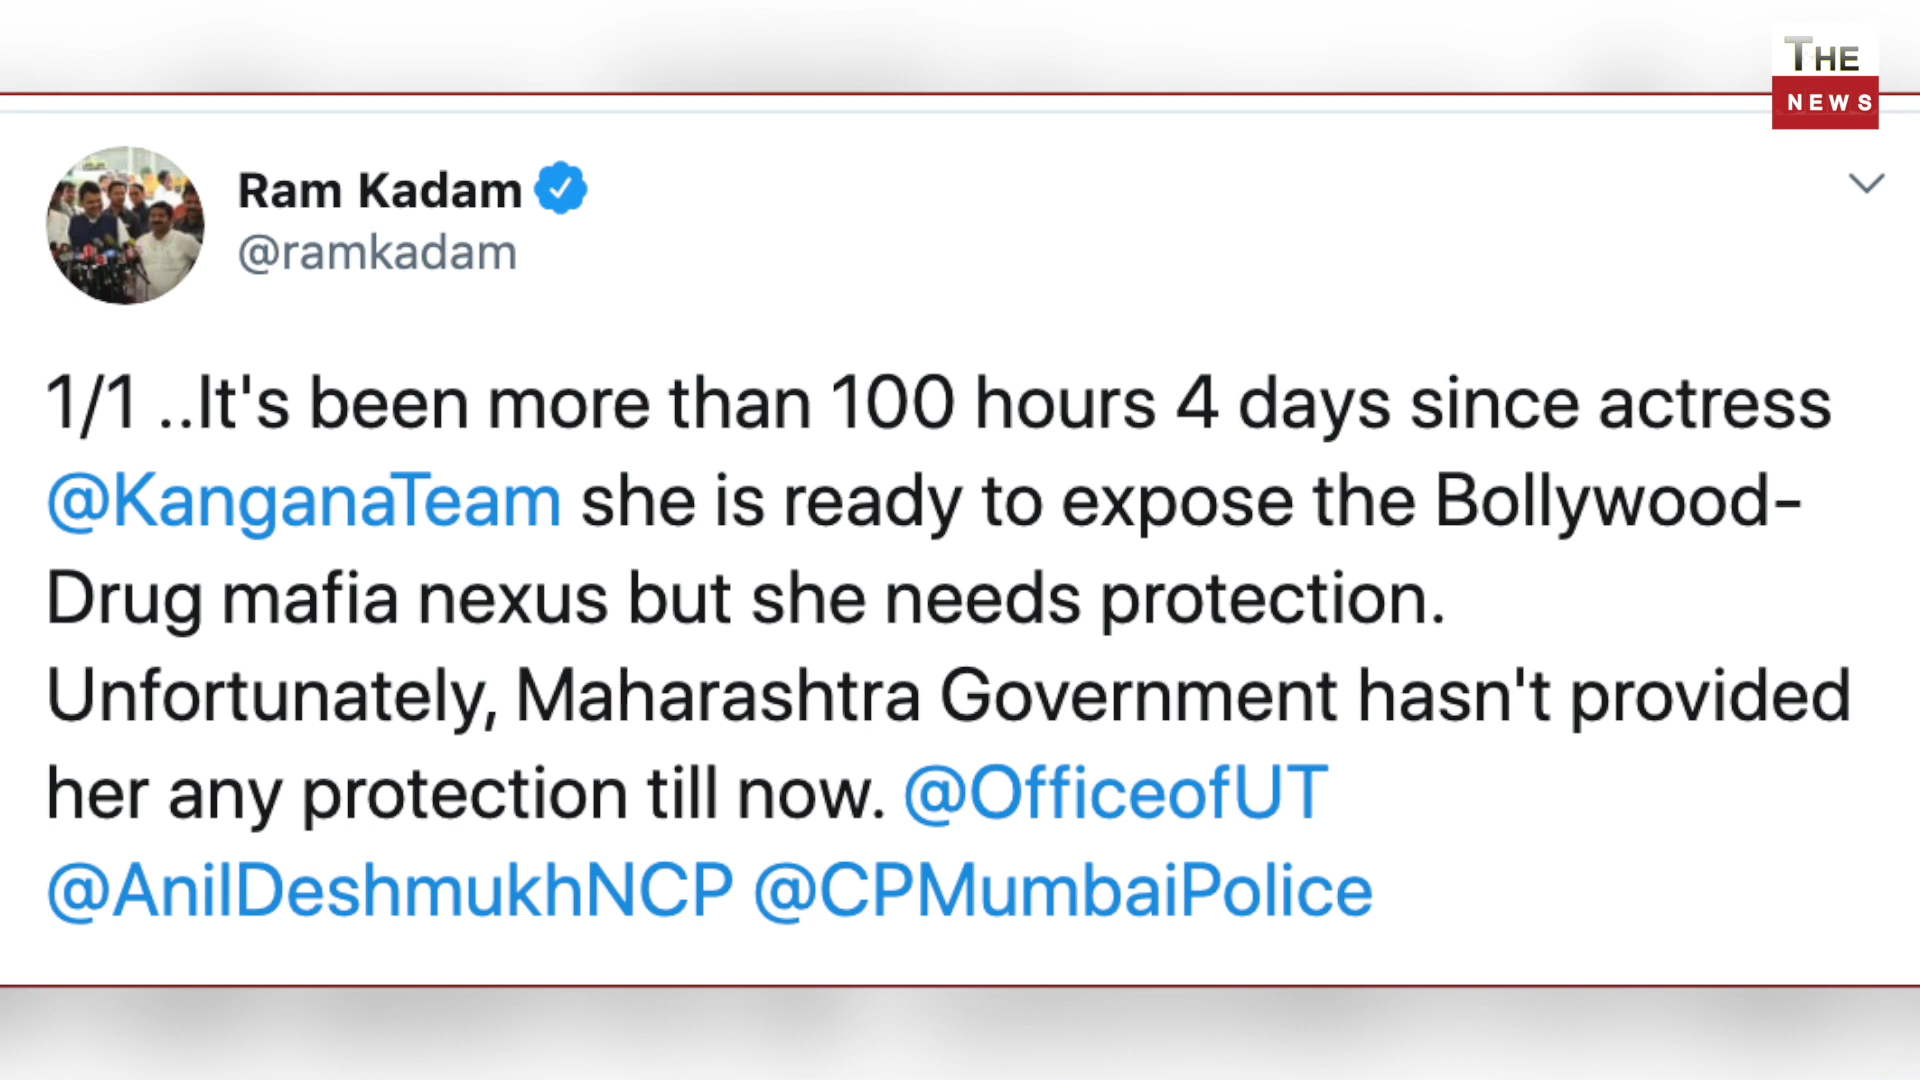 THE
NEWS
Ram Kadam
@ramkadam
1/1 ..It's been more than 100 hours 4 days since actress
@KanganaTeam she is ready to expose the Bollywood-
Drug mafia nexus but she needs protection.
Unfortunately, Maharashtra Government hasn't provided
her any protection till now. @OfficeofUT
@AnilDeshmukhNCP @CPMumbaiPolice